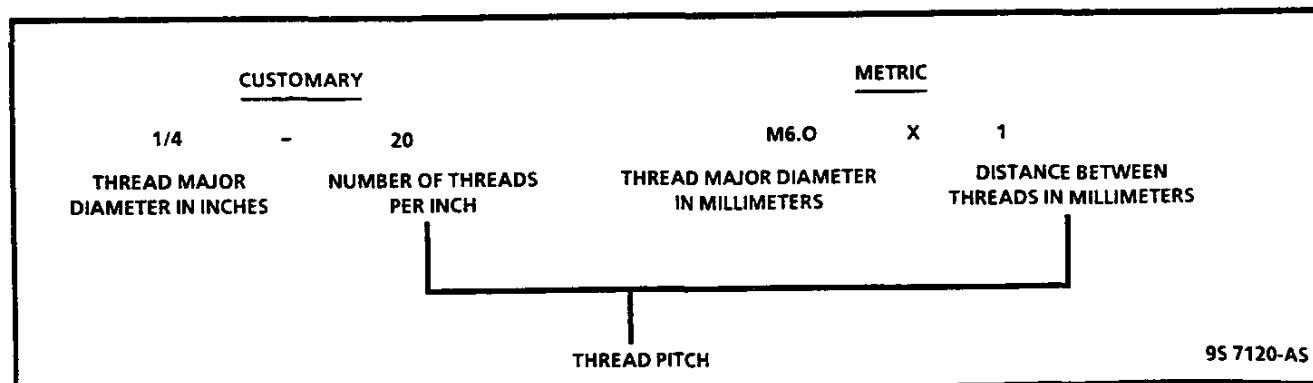 CUSTOMARY
1/4 - 20
THREAD MAJOR
DIAMETER IN INCHES
NUMBER OF THREADS
PER INCH
METRIC
M6.0 X 1
THREAD MAJOR DIAMETER
IN MILLIMETERS
DISTANCE BETWEEN
THREADS IN MILLIMETERS
THREAD PITCH
9S 7120-AS